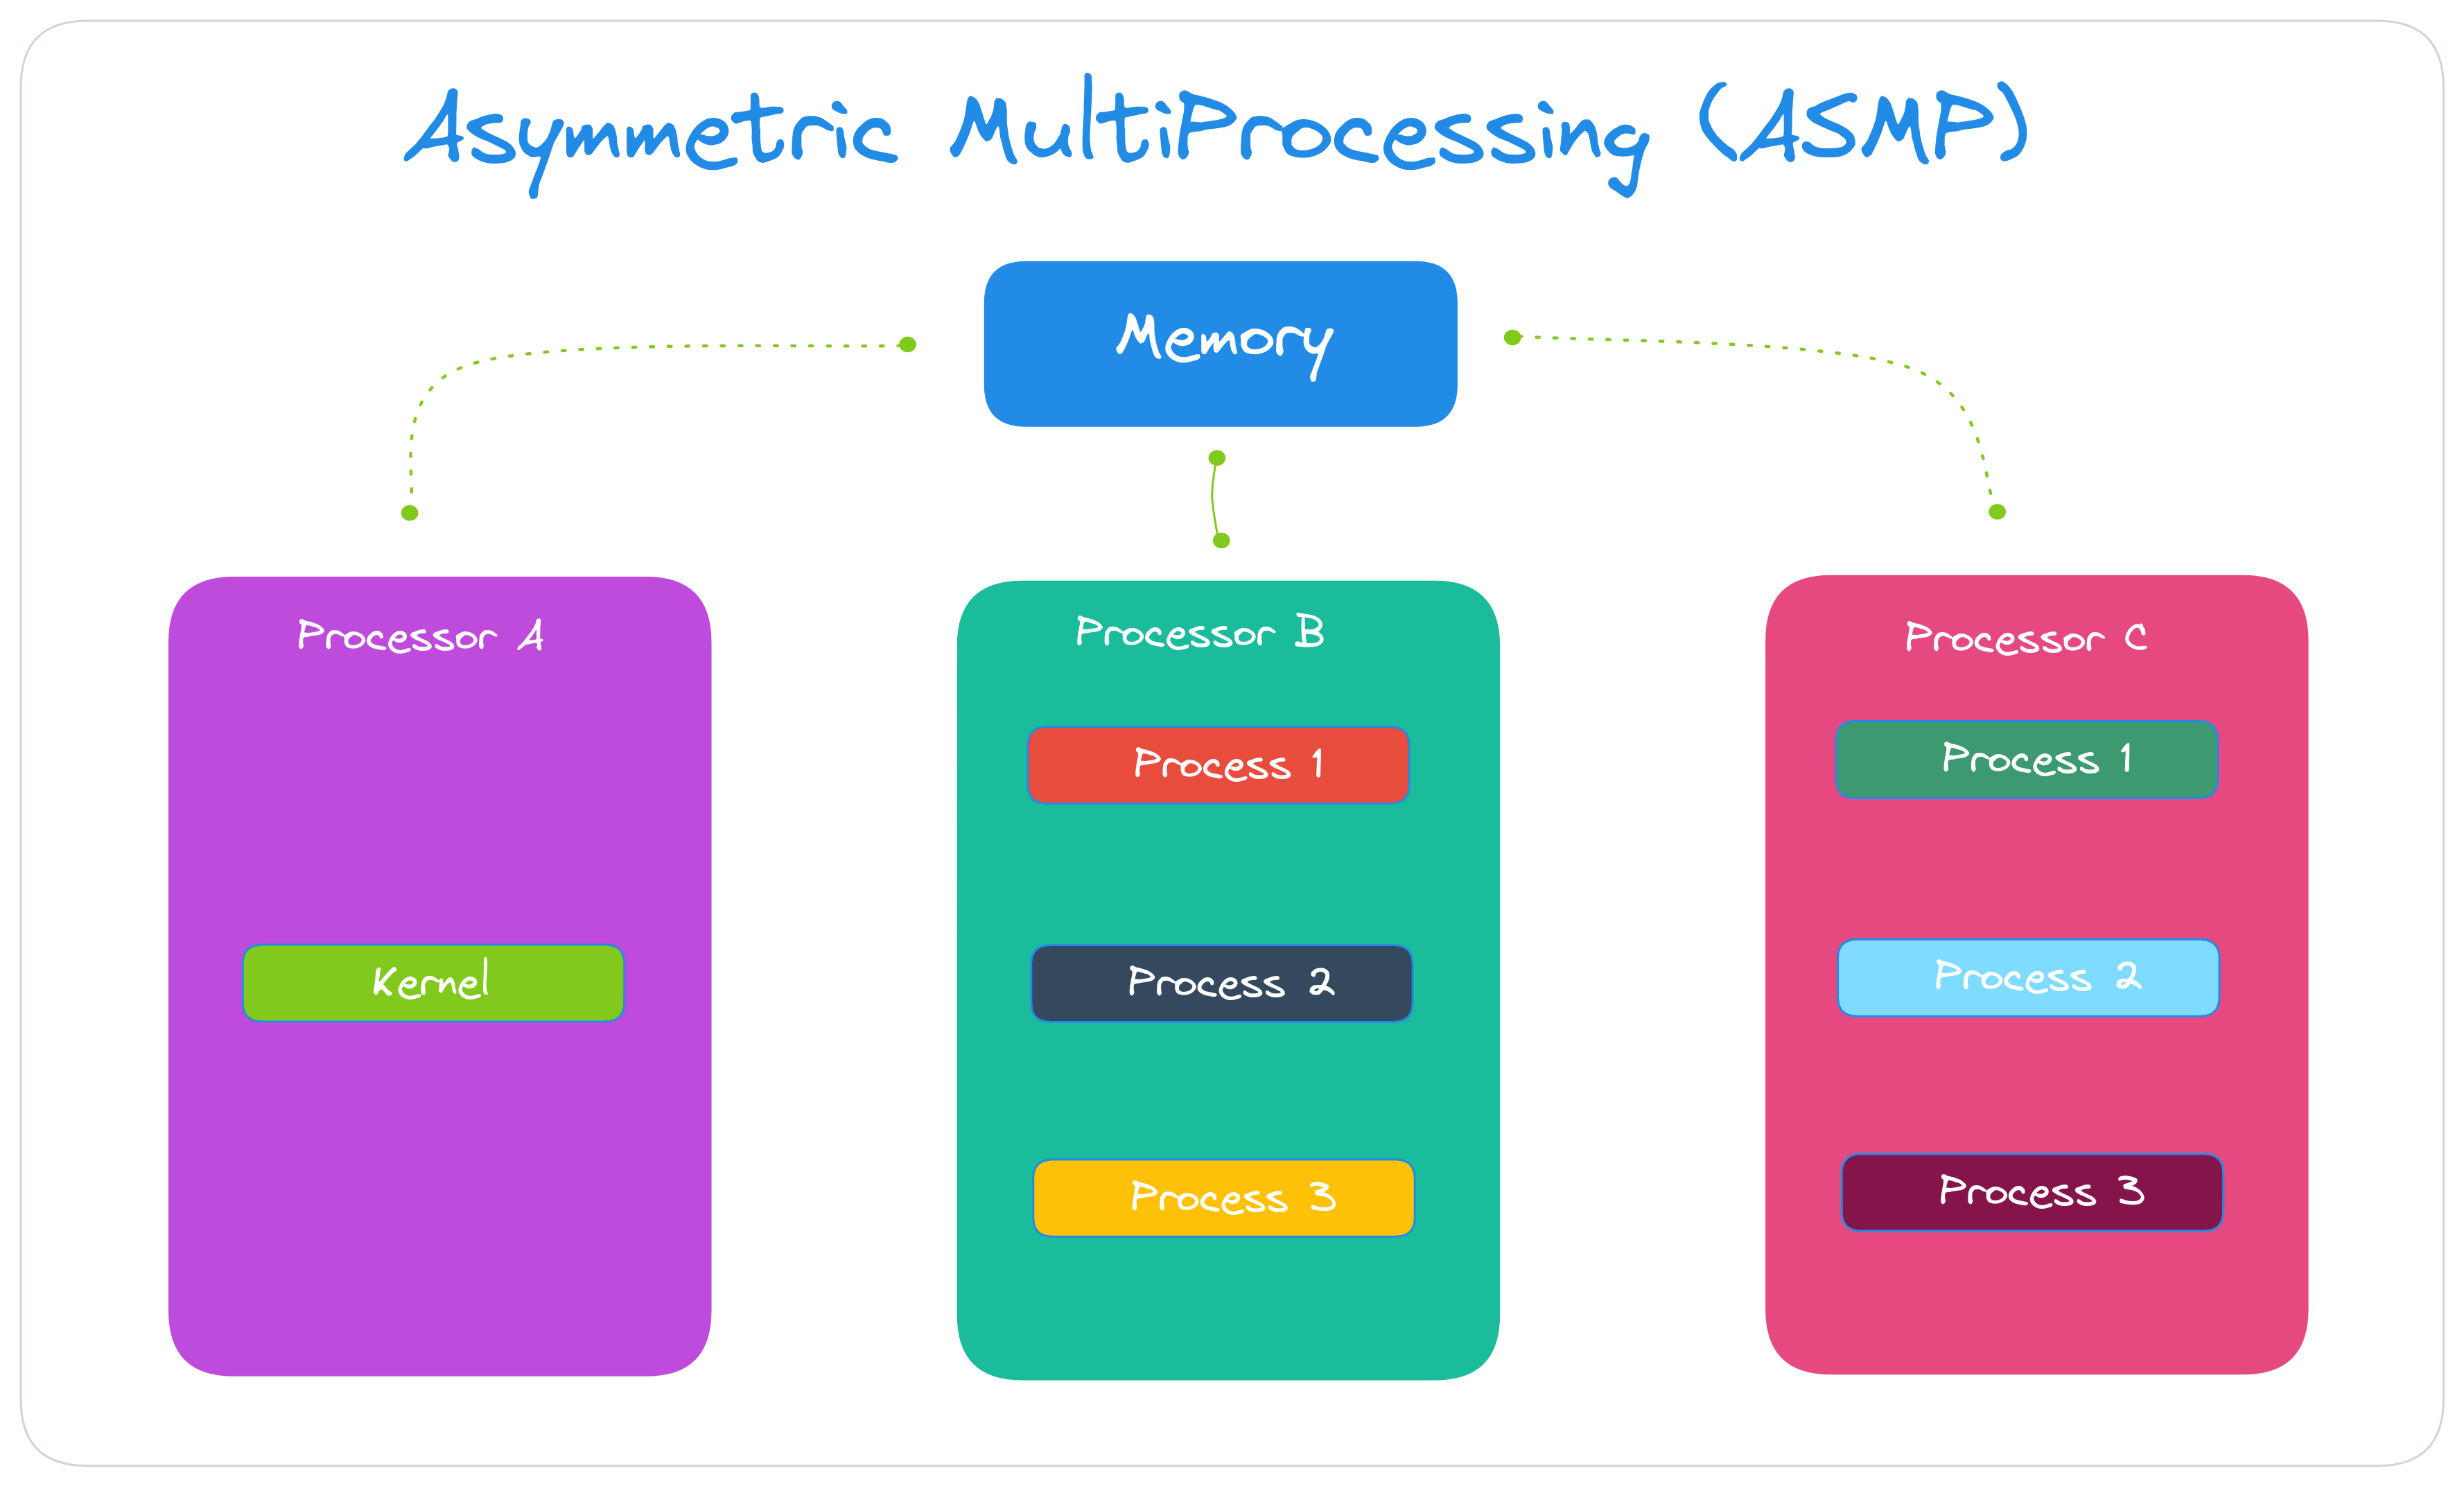 Asymmetric MultiProcessing (ASMP)
Memory
Processor A
Kernel
Processor B
Process 1
Process 2
Process 3
Processor C
Process 1
Process 2
Process 3